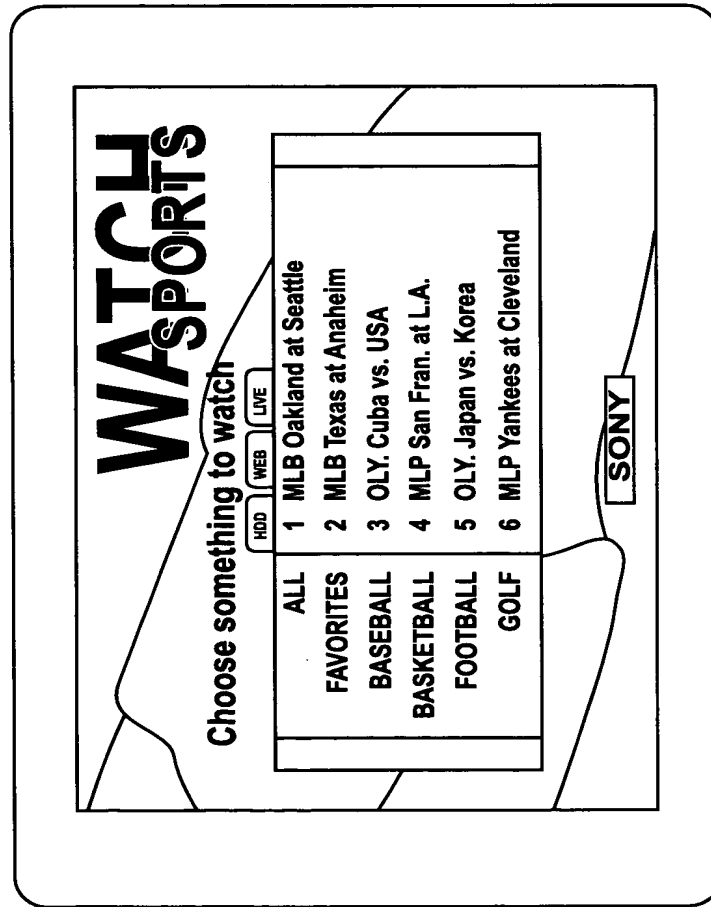 WATCH
SPORTS
Choose something to watch
HDD WEB LIVE
ALL 1 MLB Oakland at Seattle
FAVORITES 2 MLB Texas at Anaheim
BASEBALL 3 OLY. Cuba vs. USA
BASKETBALL 4 MLP San Fran. at L.A.
FOOTBALL 5 OLY. Japan vs. Korea
GOLF 6 MLP Yankees at Cleveland
SONY